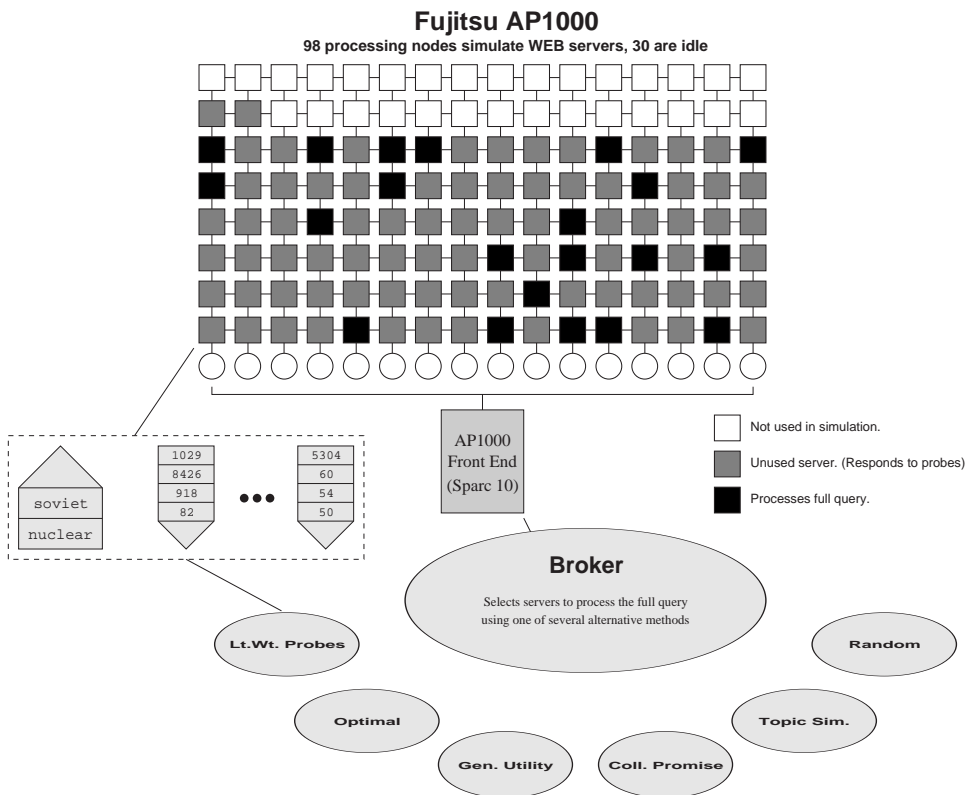 Fujitsu AP1000
98 processing nodes simulate WEB servers, 30 are idle
AP1000
Front End
(Sparc 10)
Not used in simulation.
Unused server. (Responds to probes)
Processes full query.
soviet
nuclear
1029
8426
918
82
5304
60
54
50
Broker
Selects servers to process the full query
using one of several alternative methods
Lt.Wt. Probes
Random
Optimal
Topic Sim.
Gen. Utility
Coll. Promise